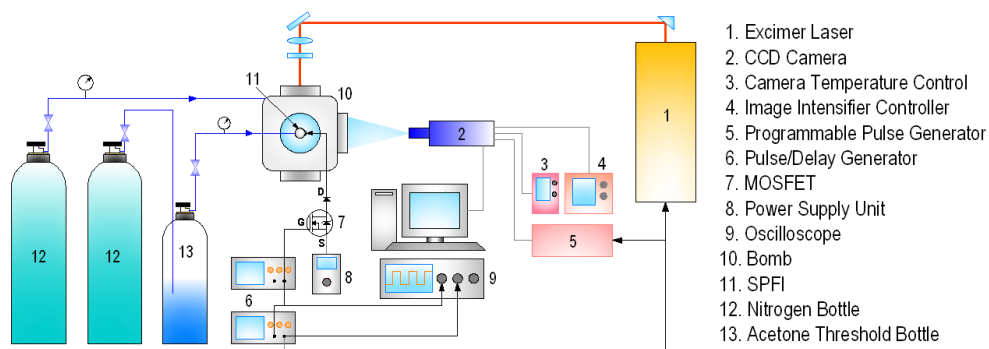 11
10
12
12
13
2
3
4
1
5
D
G
S
7
8
6
9
1. Excimer Laser
2. CCD Camera
3. Camera Temperature Control
4. Image Intensifier Controller
5. Programmable Pulse Generator
6. Pulse/Delay Generator
7. MOSFET
8. Power Supply Unit
9. Oscilloscope
10. Bomb
11. SPFI
12. Nitrogen Bottle
13. Acetone Threshold Bottle